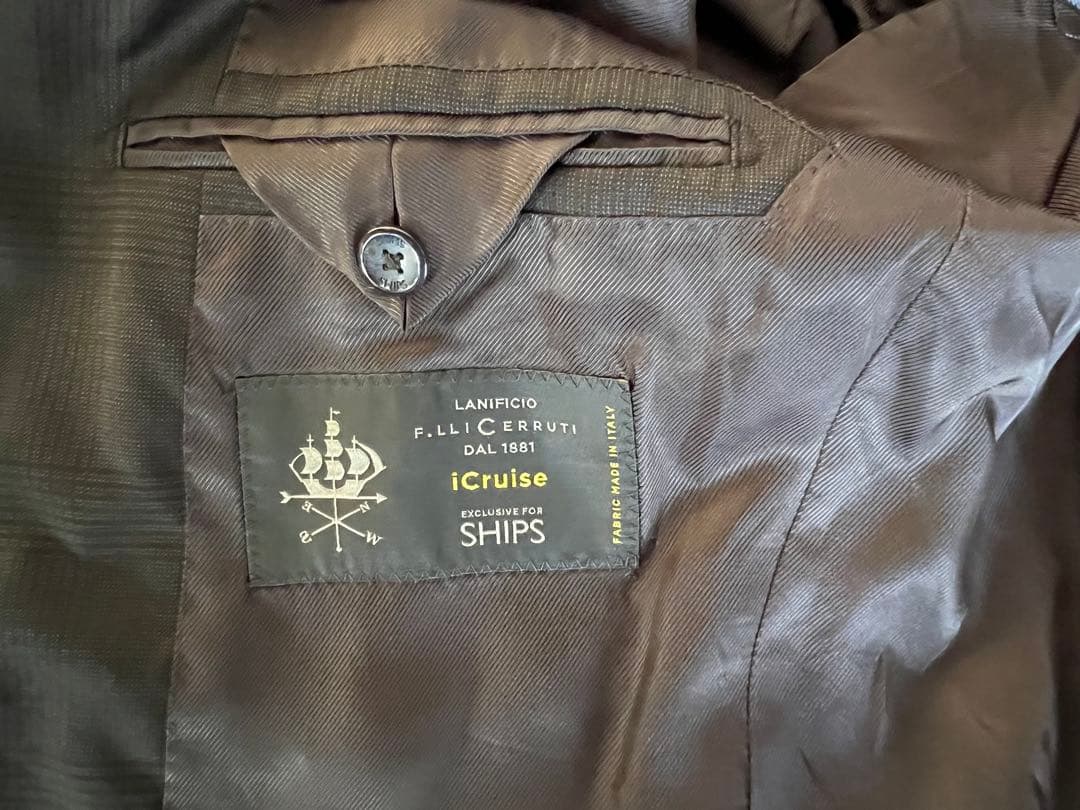 SHIPS
LANIFICIO
F.LLI CERRUTI
DAL 1881
iCruise
EXCLUSIVE FOR
SHIPS
FABRIC MADE IN ITALY
N
E
S
W